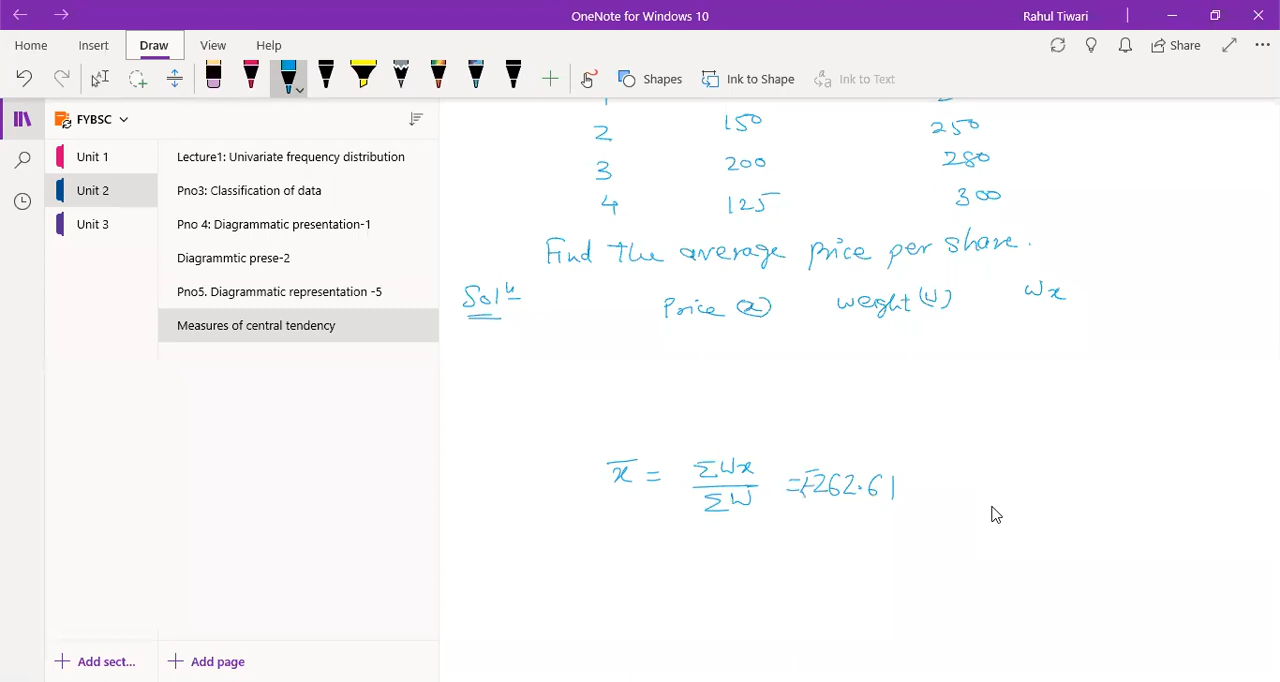 OneNote for Windows 10
Rahul Tiwari
Home Insert Draw View Help
Share
Shapes Ink to Shape Ink to Text
FYBSC
Unit 1
Unit 2
Unit 3
Lecture1: Univariate frequency distribution
Pno3: Classification of data
Pno 4: Diagrammatic presentation-1
Diagrammtic prese-2
Pno5. Diagrammatic representation -5
Measures of central tendency
Add sect...
Add page
2 150 250
3 200 280
4 125 300
Find the average price per share.
Solⁿ Price (x) weight (W) Wx
x̄ = ΣWx / ΣW = ₹262.61